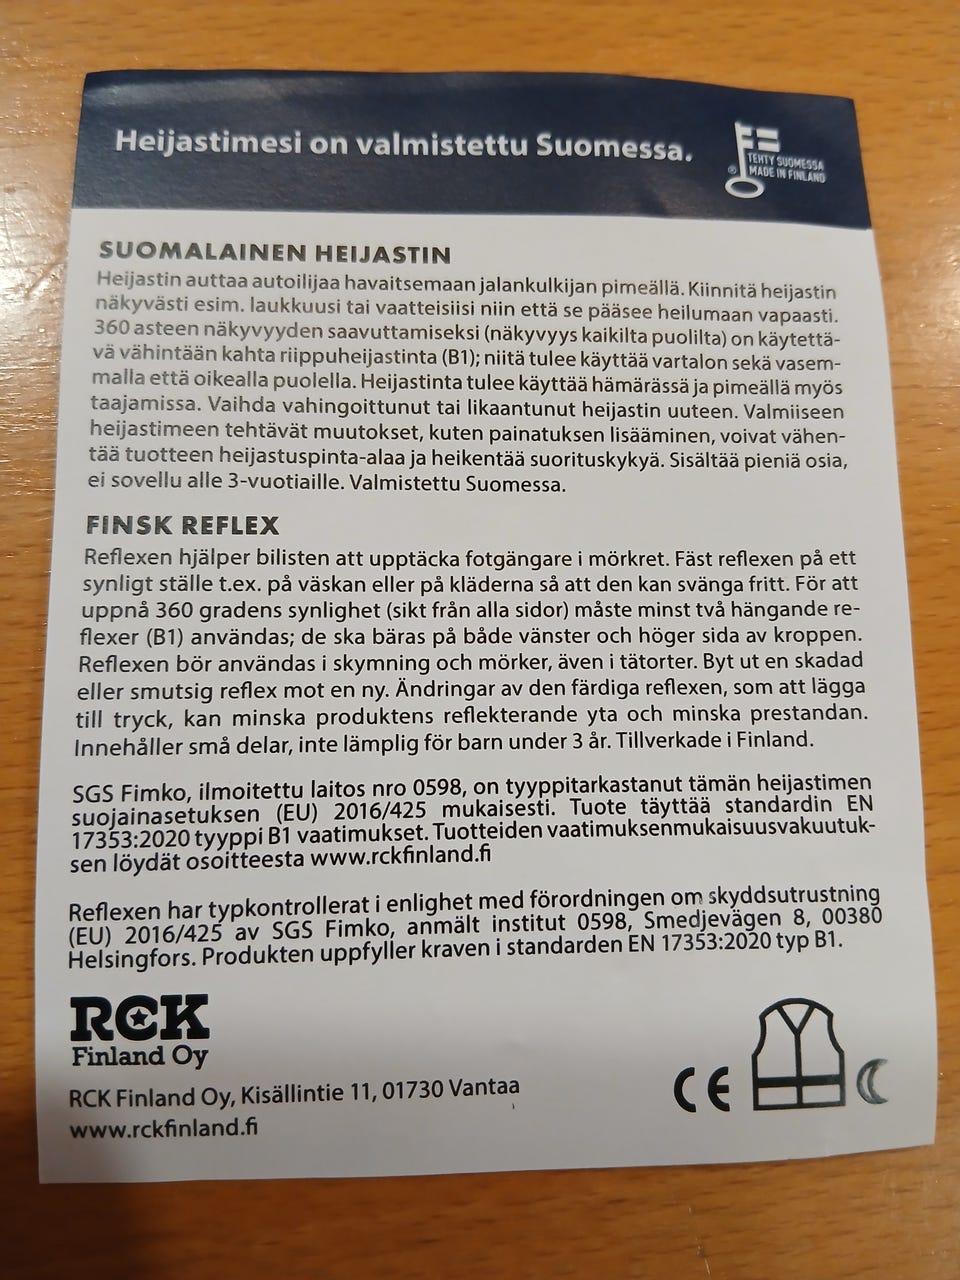 Heijastimesi on valmistettu Suomessa.
® TEHTY SUOMESSA
MADE IN FINLAND
SUOMALAINEN HEIJASTIN
Heijastin auttaa autoilijaa havaitsemaan jalankulkijan pimeällä. Kiinnitä heijastin
näkyvästi esim. laukkuusi tai vaatteisiisi niin että se pääsee heilumaan vapaasti.
360 asteen näkyvyyden saavuttamiseksi (näkyvyys kaikilta puolilta) on käytettä-
vä vähintään kahta riippuheijastinta (B1); niitä tulee käyttää vartalon sekä vasem-
malla että oikealla puolella. Heijastinta tulee käyttää hämärässä ja pimeällä myös
taajamissa. Vaihda vahingoittunut tai likaantunut heijastin uuteen. Valmiiseen
heijastimeen tehtävät muutokset, kuten painatuksen lisääminen, voivat vähen-
tää tuotteen heijastuspinta-alaa ja heikentää suorituskykyä. Sisältää pieniä osia,
ei sovellu alle 3-vuotiaille. Valmistettu Suomessa.
FINSK REFLEX
Reflexen hjälper bilisten att upptäcka fotgängare i mörkret. Fäst reflexen på ett
synligt ställe t.ex. på väskan eller på kläderna så att den kan svänga fritt. För att
uppnå 360 gradens synlighet (sikt från alla sidor) måste minst två hängande re-
flexer (B1) användas; de ska bäras på både vänster och höger sida av kroppen.
Reflexen bör användas i skymning och mörker, även i tätorter. Byt ut en skadad
eller smutsig reflex mot en ny. Ändringar av den färdiga reflexen, som att lägga
till tryck, kan minska produktens reflekterande yta och minska prestandan.
Innehåller små delar, inte lämplig för barn under 3 år. Tillverkade i Finland.
SGS Fimko, ilmoitettu laitos nro 0598, on tyyppitarkastanut tämän heijastimen
suojainasetuksen (EU) 2016/425 mukaisesti. Tuote täyttää standardin EN
17353:2020 tyyppi B1 vaatimukset. Tuotteiden vaatimuksenmukaisuusvakuutuk-
sen löydät osoitteesta www.rckfinland.fi
Reflexen har typkontrollerat i enlighet med förordningen om skyddsutrustning
(EU) 2016/425 av SGS Fimko, anmält institut 0598, Smedjevägen 8, 00380
Helsingfors. Produkten uppfyller kraven i standarden EN 17353:2020 typ B1.
RCK
Finland Oy
RCK Finland Oy, Kisällintie 11, 01730 Vantaa
www.rckfinland.fi
CE